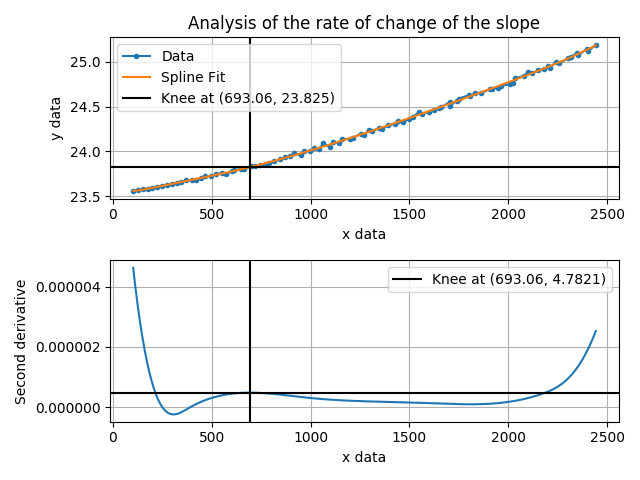 Analysis of the rate of change of the slope
Data
Spline Fit
Knee at (693.06, 23.825)
25.0
24.5
24.0
23.5
y data
0 500 1000 1500 2000 2500
x data
Knee at (693.06, 4.7821)
0.000004
0.000002
0.000000
Second derivative
0 500 1000 1500 2000 2500
x data